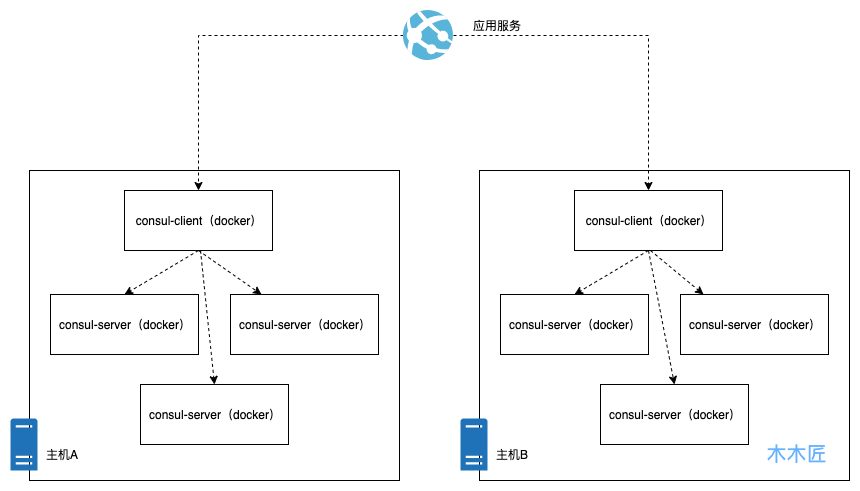 应用服务
consul-client（docker）
consul-server（docker）
consul-server（docker）
consul-server（docker）
主机A
consul-client（docker）
consul-server（docker）
consul-server（docker）
consul-server（docker）
主机B
木木匠